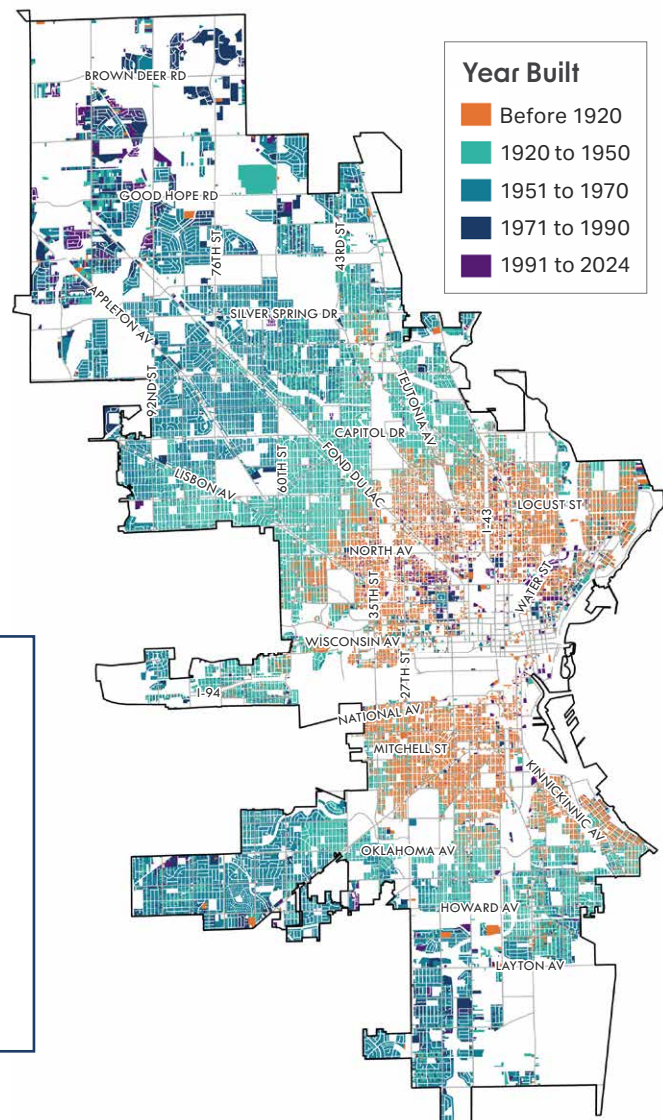 Year Built
Before 1920
1920 to 1950
1951 to 1970
1971 to 1990
1991 to 2024
BROWN DEER RD
GOOD HOPE RD
76TH ST
43RD ST
APPLETON AV
SILVER SPRING DR
92ND ST
TEUTONIA AV
CAPITOL DR
60TH ST
FOND DU LAC
LISBON AV
LOCUST ST
I-43
NORTH AV
35TH ST
WATER ST
WISCONSIN AV
27TH ST
I-94
NATIONAL AV
MITCHELL ST
KINNICKINNIC AV
OKLAHOMA AV
HOWARD AV
LAYTON AV